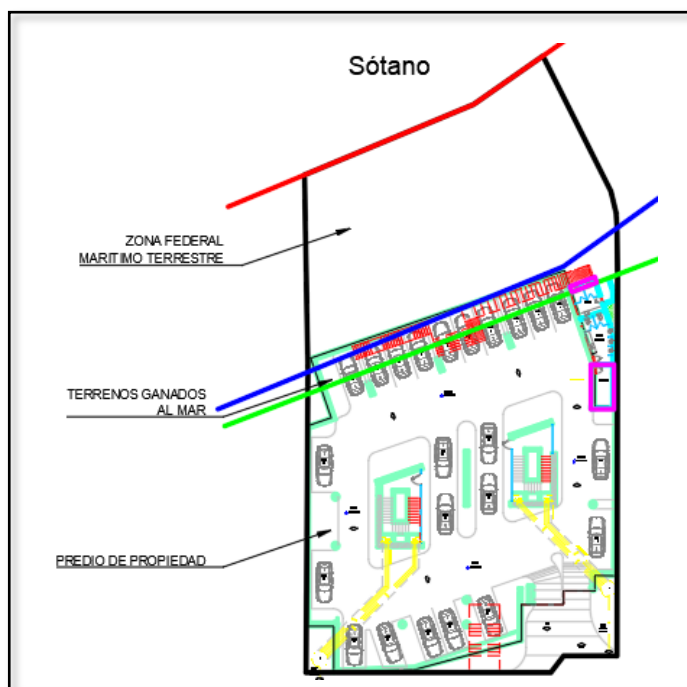 Sótano
ZONA FEDERAL
MARITIMO TERRESTRE
TERRENOS GANADOS
AL MAR
PREDIO DE PROPIEDAD